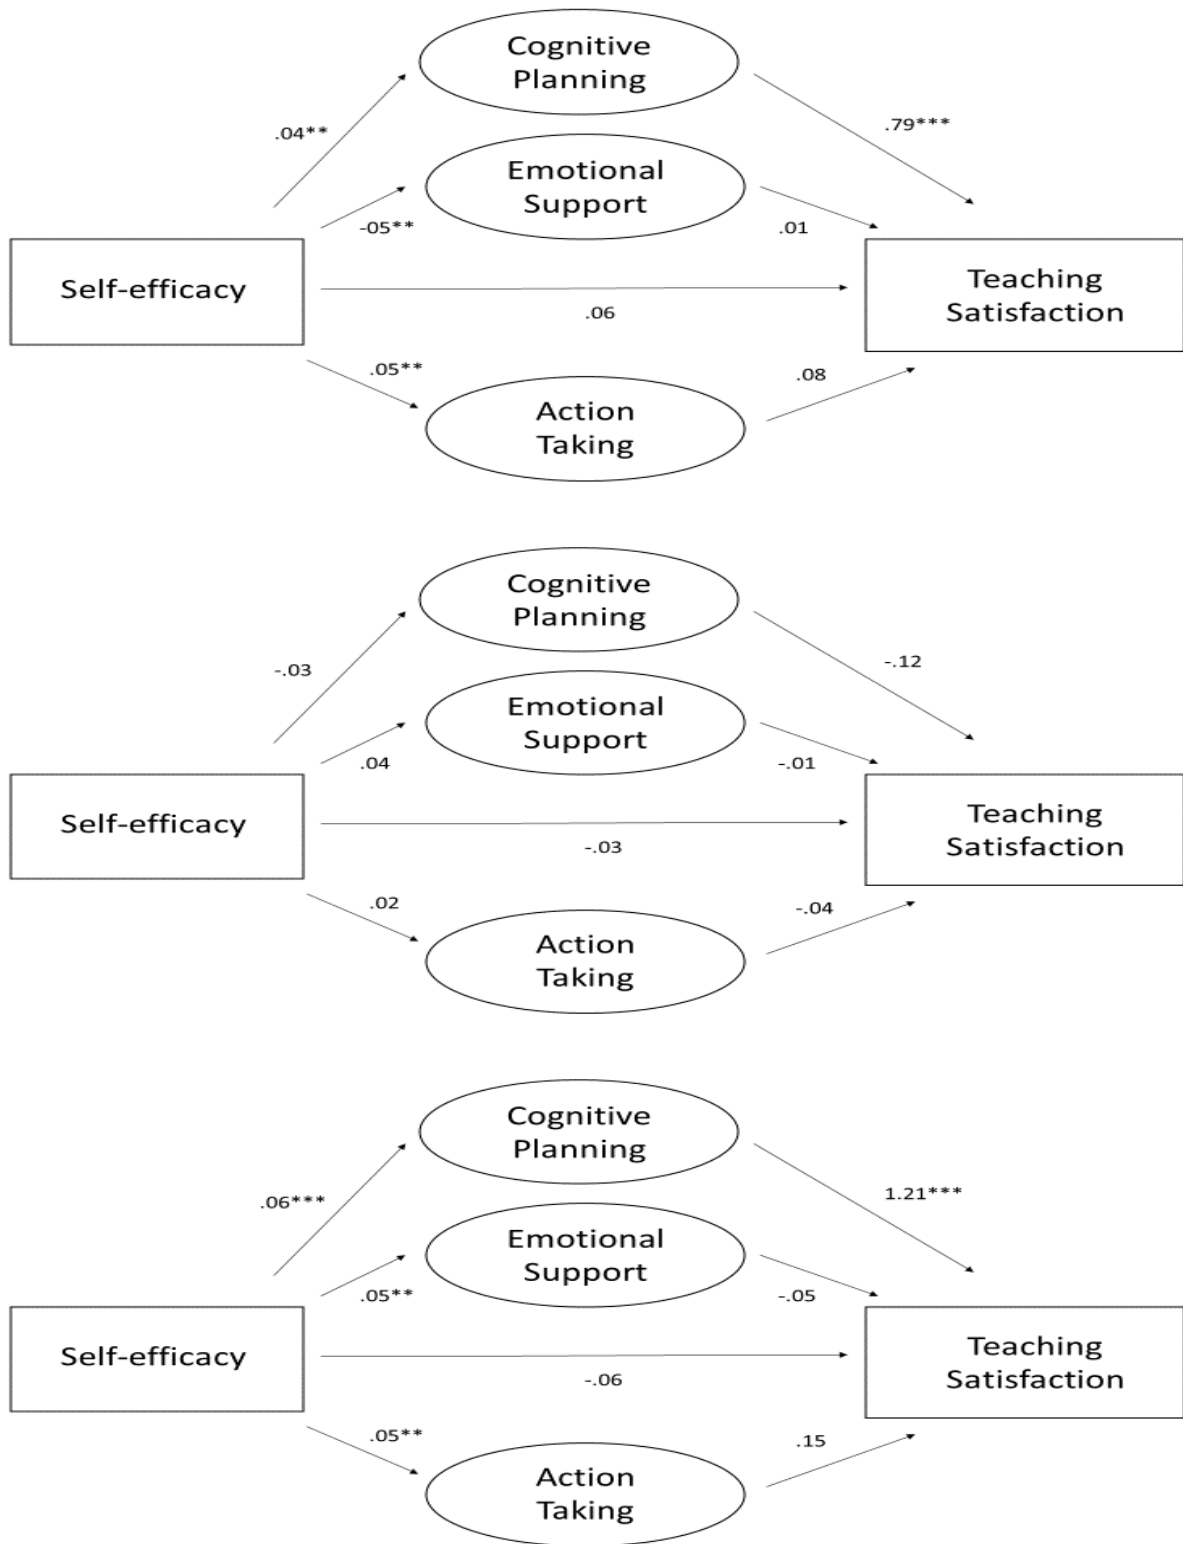 Cognitive
Planning
.04**
.79***
Emotional
Support
-05**
.01
Self-efficacy
.06
Teaching
Satisfaction
.05**
.08
Action
Taking
Cognitive
Planning
-.03
-.12
Emotional
Support
.04
-.01
Self-efficacy
-.03
Teaching
Satisfaction
.02
-.04
Action
Taking
Cognitive
Planning
.06***
1.21***
Emotional
Support
.05**
-.05
Self-efficacy
-.06
Teaching
Satisfaction
.05**
.15
Action
Taking